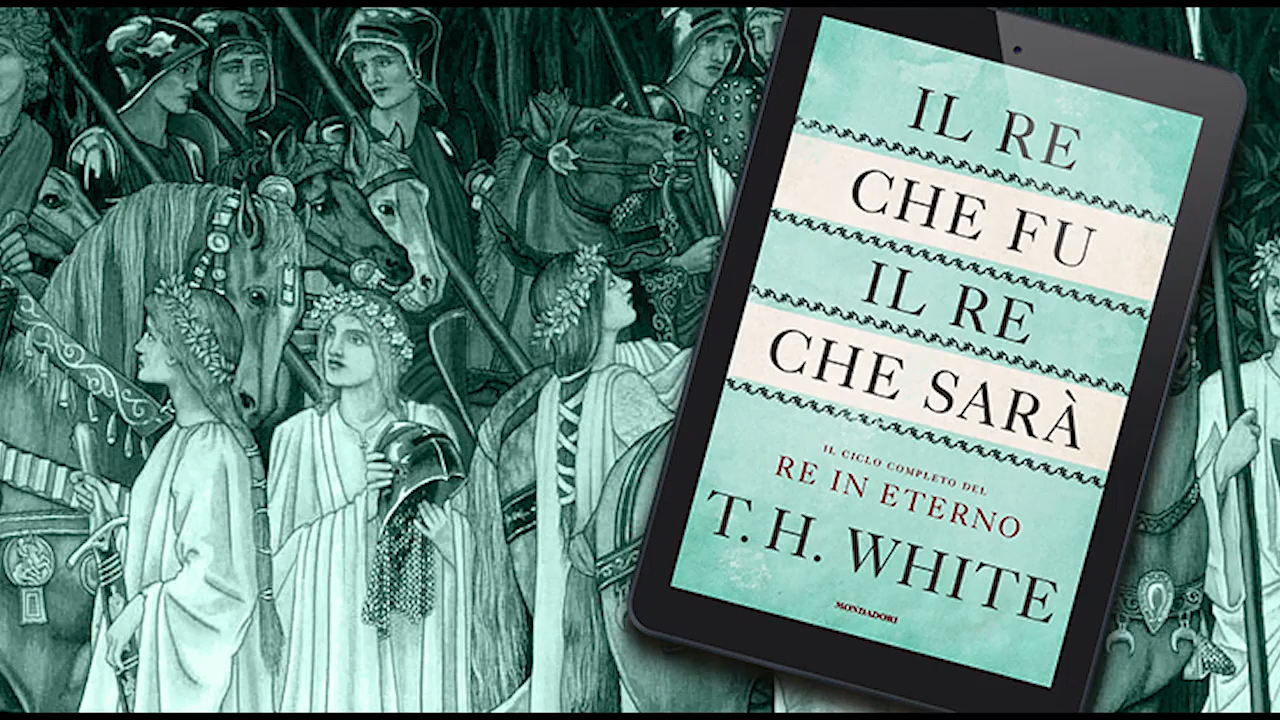 IL RE
CHE FU
IL RE
CHE SARÀ
IL CICLO COMPLETO DEL
RE IN ETERNO
T. H. WHITE
MONDADORI